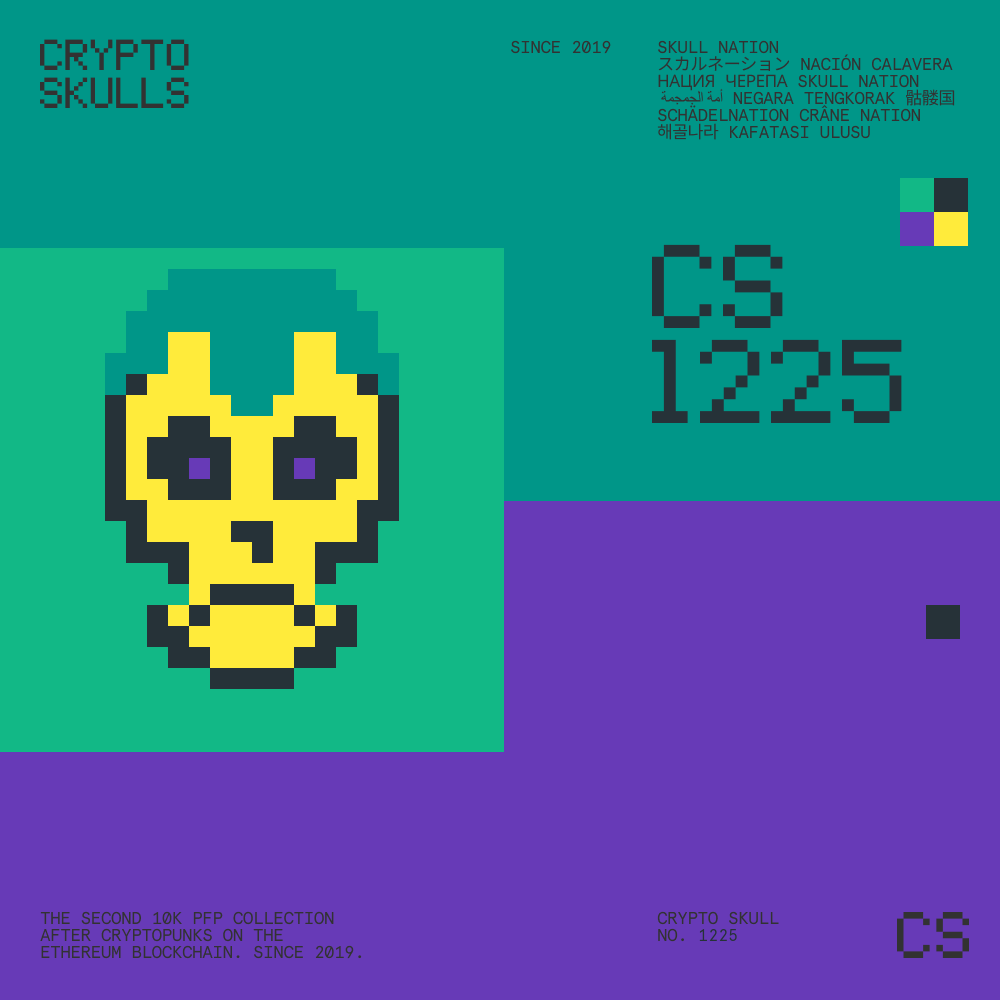 CRYPTO
SKULLS
SINCE 2019
SKULL NATION
スカルネーション NACIÓN CALAVERA
НАЦИЯ ЧЕРЕПА SKULL NATION
أمة الجمجمة NEGARA TENGKORAK 骷髅国
SCHÄDELNATION CRÂNE NATION
해골나라 KAFATASI ULUSU
CS
1225
THE SECOND 10K PFP COLLECTION
AFTER CRYPTOPUNKS ON THE
ETHEREUM BLOCKCHAIN. SINCE 2019.
CRYPTO SKULL
NO. 1225
CS